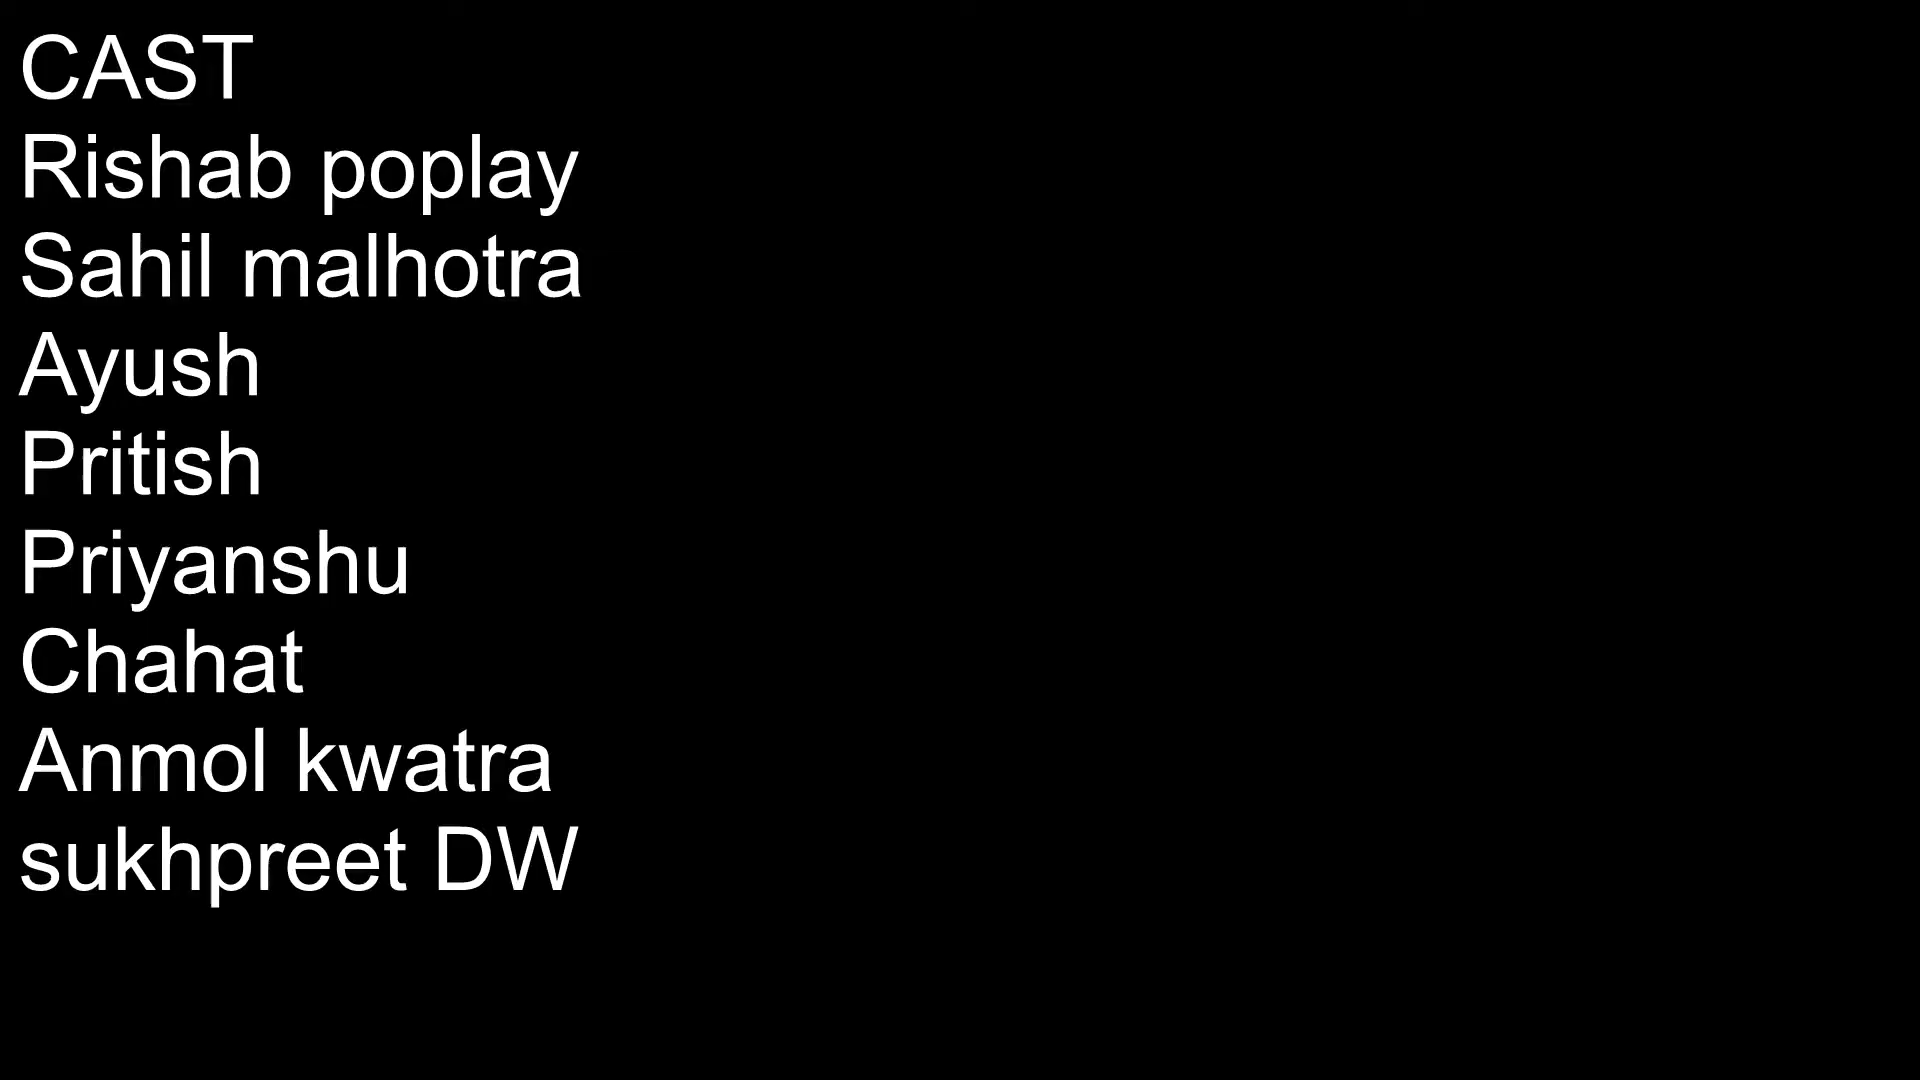 CAST
Rishab poplay
Sahil malhotra
Ayush
Pritish
Priyanshu
Chahat
Anmol kwatra
sukhpreet DW